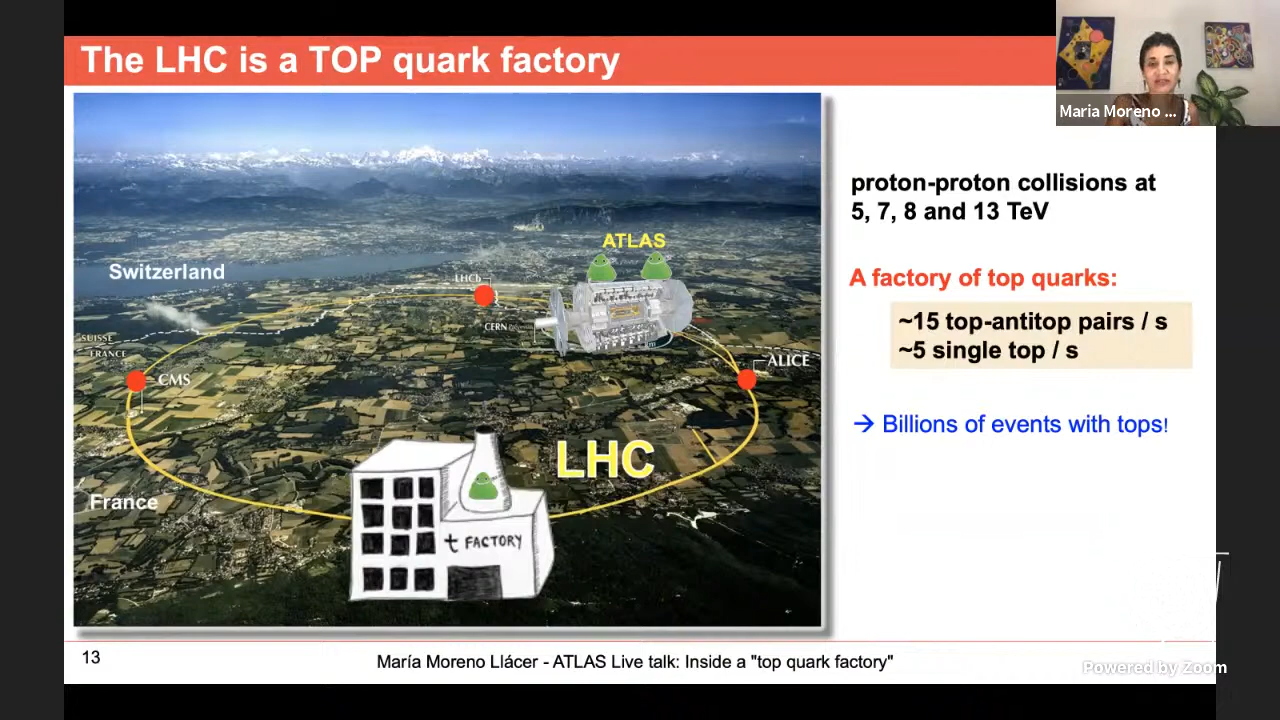 The LHC is a TOP quark factory
Maria Moreno ...
proton-proton collisions at
5, 7, 8 and 13 TeV
ATLAS
Switzerland
LHCb
A factory of top quarks:
~15 top-antitop pairs / s
~5 single top / s
CERN
SUISSE
FRANCE
CMS
ALICE
→ Billions of events with tops!
LHC
France
t FACTORY
13
María Moreno Llácer - ATLAS Live talk: Inside a "top quark factory"
Powered by Zoom